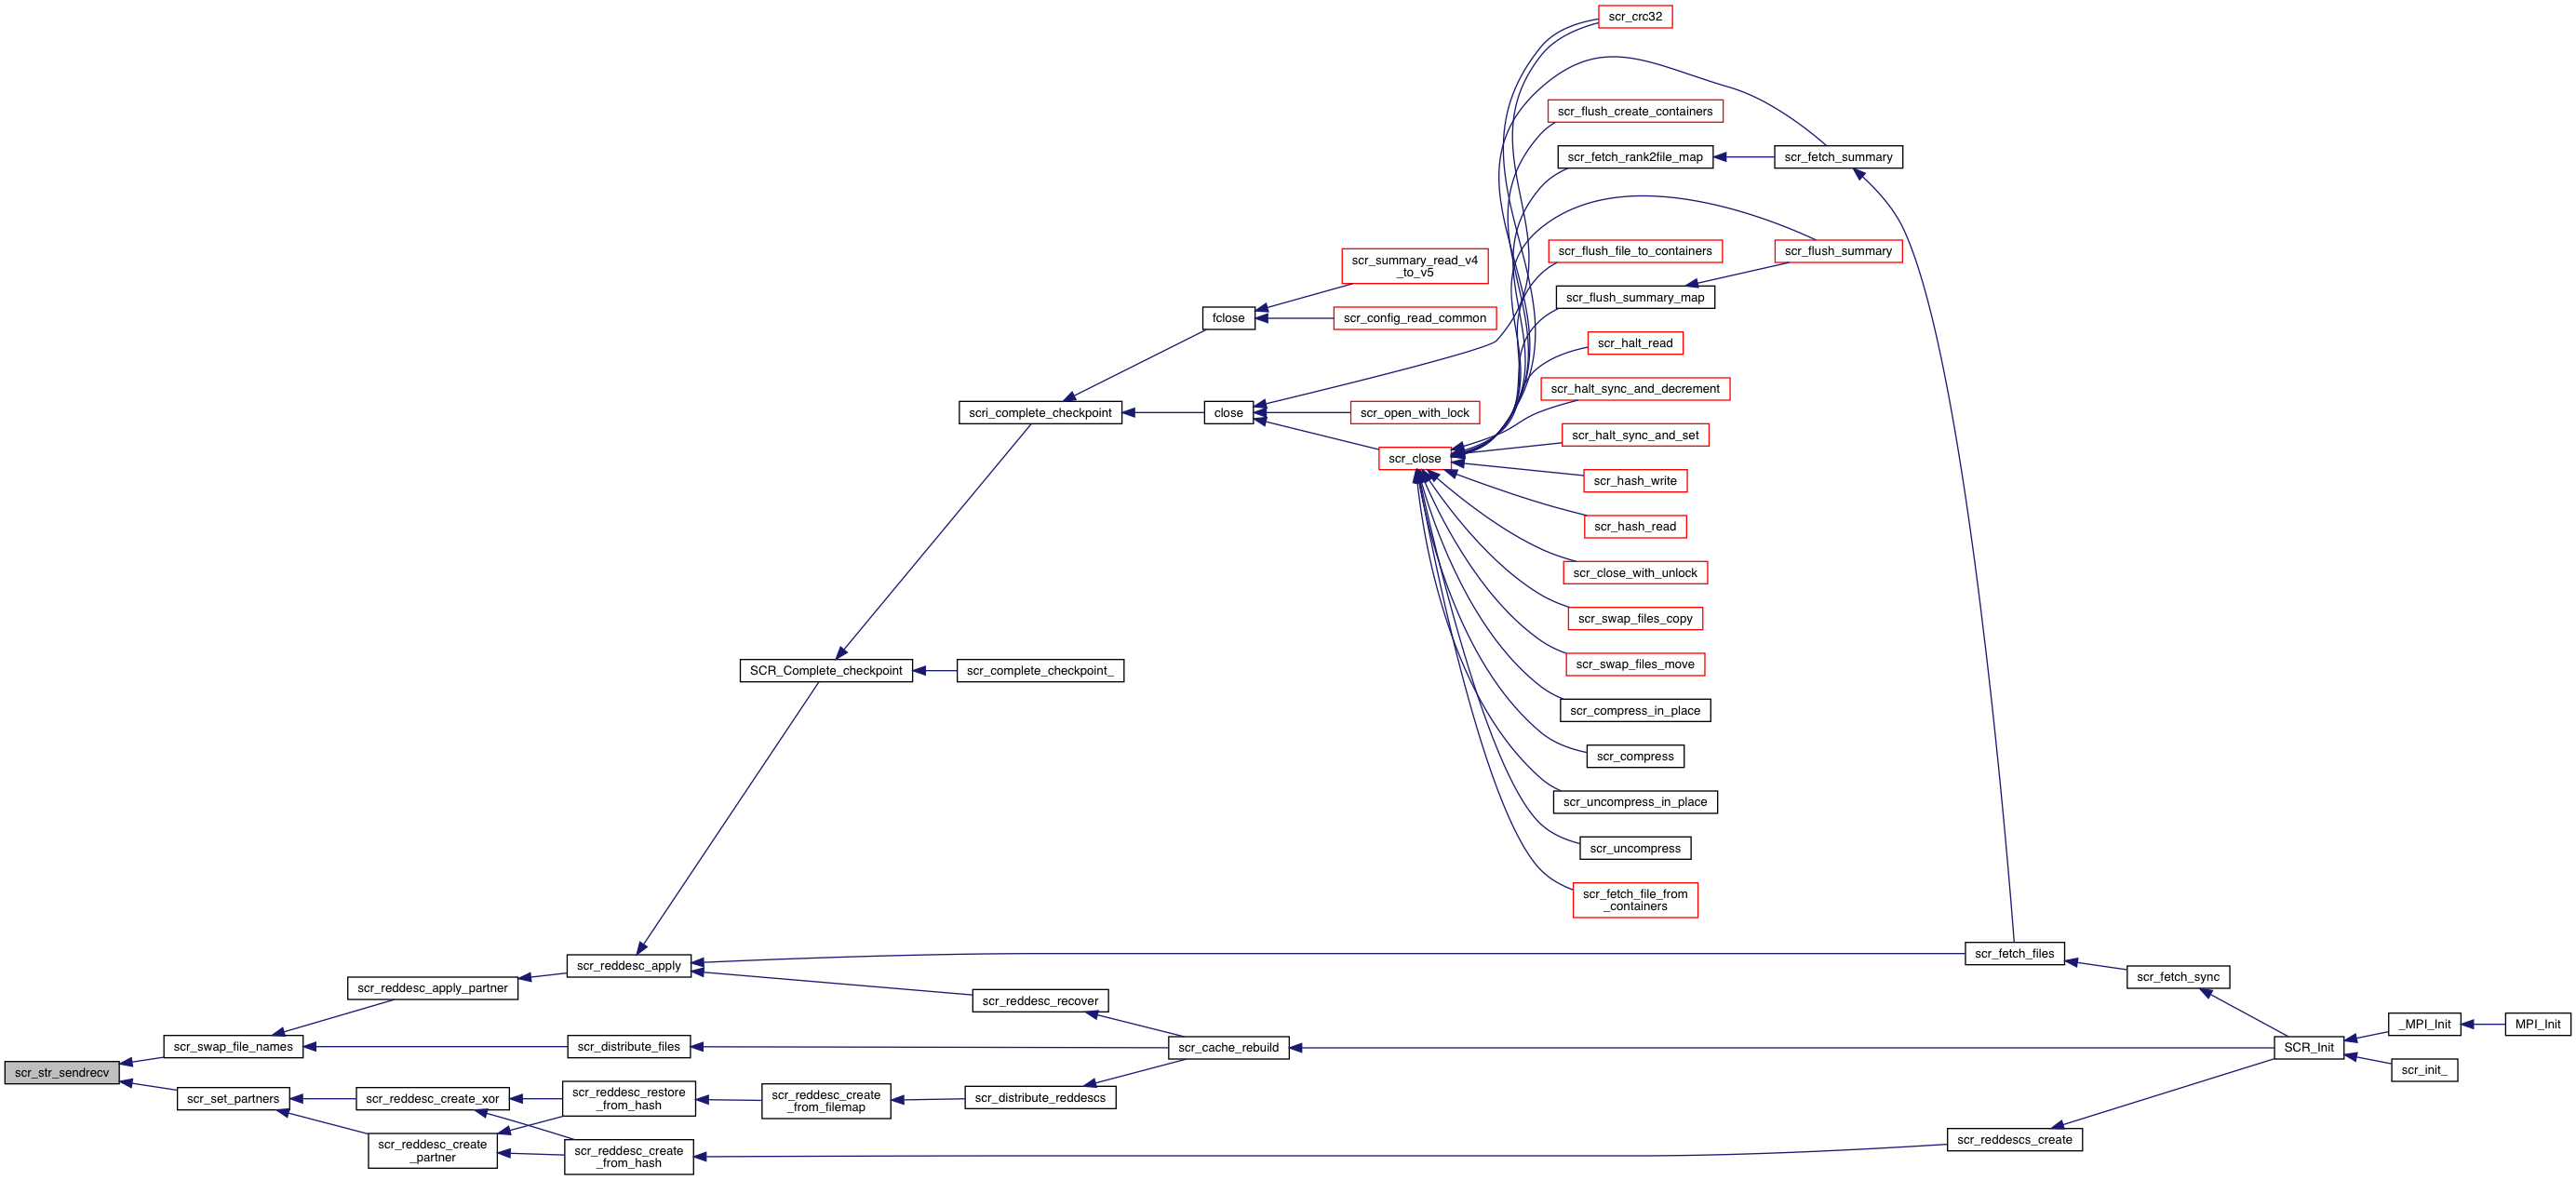 scr_crc32
scr_flush_create_containers
scr_fetch_rank2file_map
scr_fetch_summary
scr_summary_read_v4
_to_v5
scr_flush_file_to_containers
scr_flush_summary
scr_flush_summary_map
fclose
scr_config_read_common
scr_halt_read
scr_halt_sync_and_decrement
scri_complete_checkpoint
close
scr_open_with_lock
scr_halt_sync_and_set
scr_close
scr_hash_write
scr_hash_read
scr_close_with_unlock
scr_swap_files_copy
SCR_Complete_checkpoint
scr_complete_checkpoint_
scr_swap_files_move
scr_compress_in_place
scr_compress
scr_uncompress_in_place
scr_uncompress
scr_fetch_file_from
_containers
scr_reddesc_apply
scr_fetch_files
scr_reddesc_apply_partner
scr_fetch_sync
scr_reddesc_recover
_MPI_Init
MPI_Init
scr_swap_file_names
scr_distribute_files
scr_cache_rebuild
SCR_Init
scr_str_sendrecv
scr_init_
scr_set_partners
scr_reddesc_create_xor
scr_reddesc_restore
_from_hash
scr_reddesc_create
_from_filemap
scr_distribute_reddescs
scr_reddesc_create
_partner
scr_reddesc_create
_from_hash
scr_reddescs_create